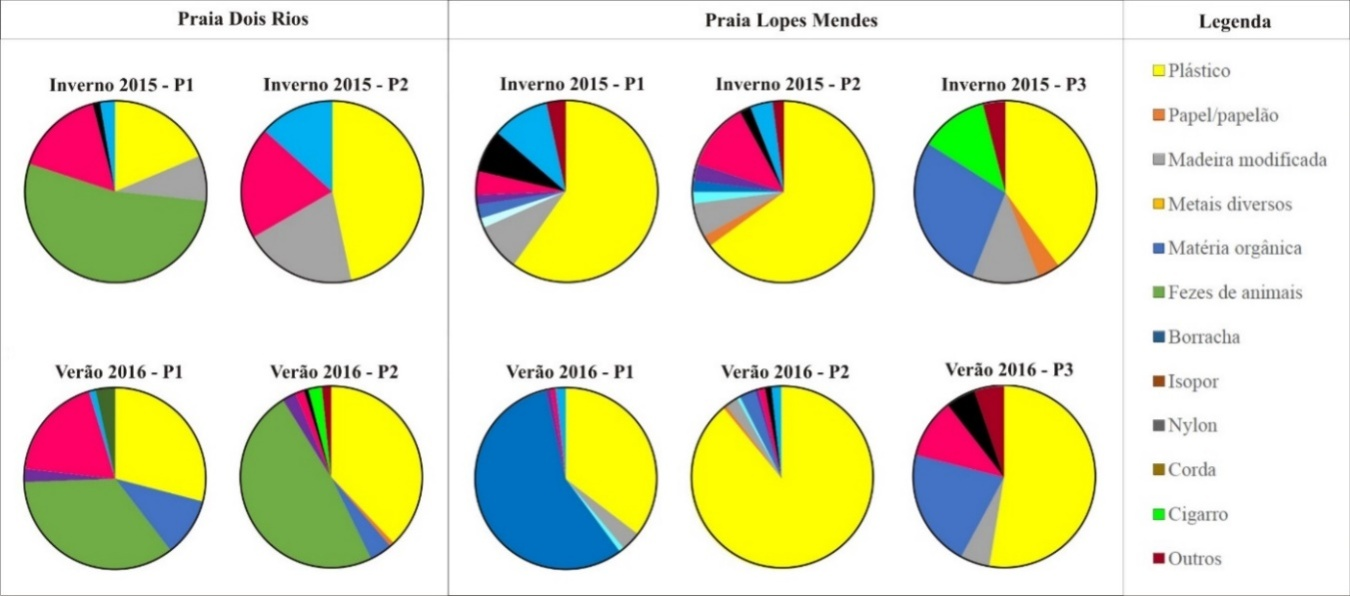 Praia Dois Rios
Praia Lopes Mendes
Legenda
Inverno 2015 - P1
Inverno 2015 - P2
Inverno 2015 - P1
Inverno 2015 - P2
Inverno 2015 - P3
Verão 2016 - P1
Verão 2016 - P2
Verão 2016 - P1
Verão 2016 - P2
Verão 2016 - P3
Plástico
Papel/papelão
Madeira modificada
Metais diversos
Matéria orgânica
Fezes de animais
Borracha
Isopor
Nylon
Corda
Cigarro
Outros